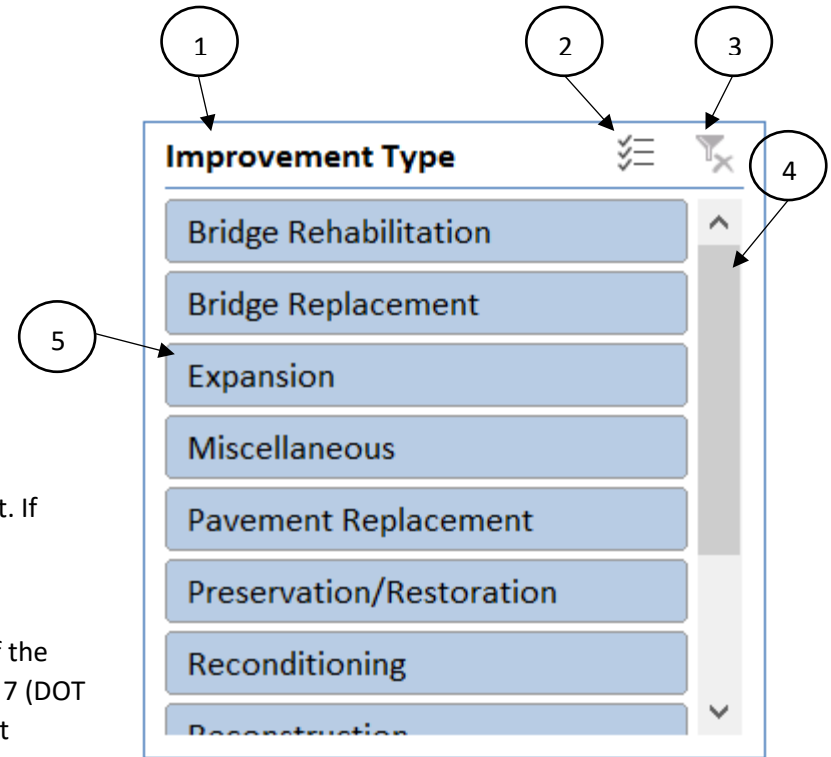 1
2
3
Improvement Type
4
Bridge Rehabilitation
Bridge Replacement
5
Expansion
Miscellaneous
t. If
Pavement Replacement
Preservation/Restoration
f the
Reconditioning
7 (DOT
t
Reconstruction